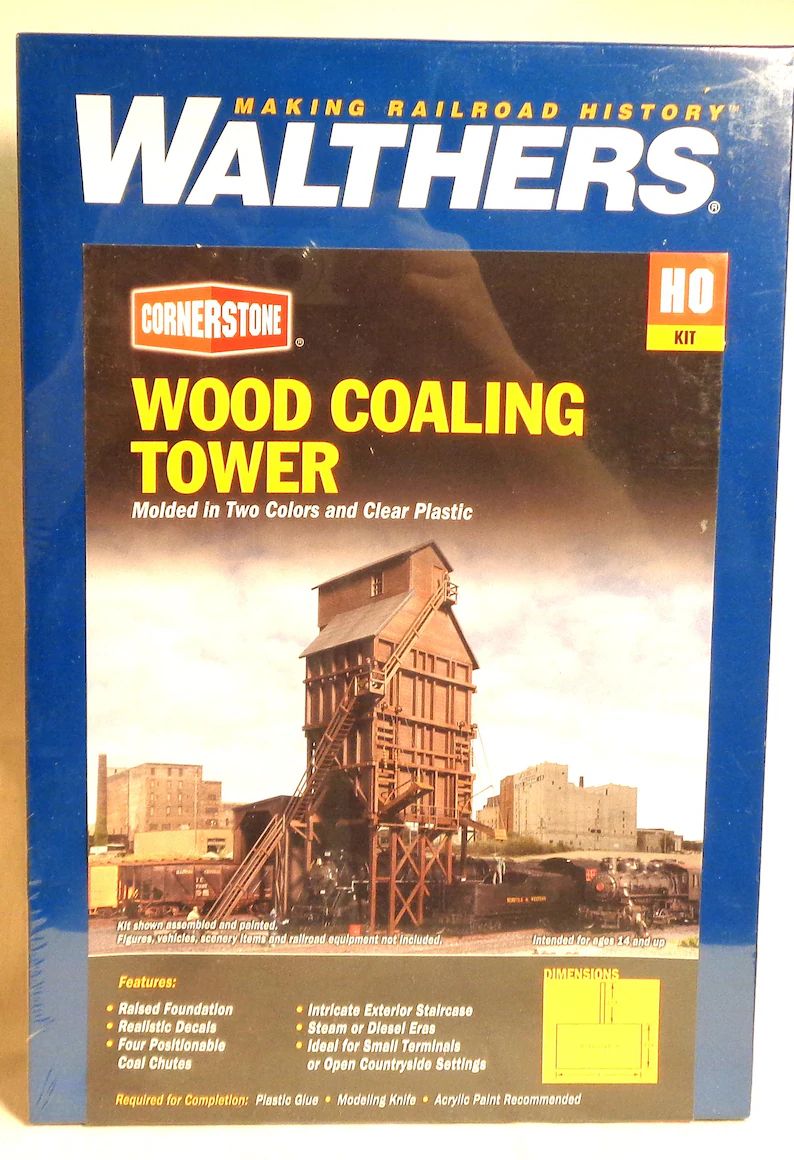 MAKING RAILROAD HISTORY™
WALTHERS®
HO
KIT
CORNERSTONE®
WOOD COALING
TOWER
Molded in Two Colors and Clear Plastic
NORFOLK & WESTERN
Kit shown assembled and painted.
Figures, vehicles, scenery items and railroad equipment not included.
Intended for ages 14 and up
Features:
• Raised Foundation
• Realistic Decals
• Four Positionable
Coal Chutes
• Intricate Exterior Staircase
• Steam or Diesel Eras
• Ideal for Small Terminals
or Open Countryside Settings
DIMENSIONS
Required for Completion: Plastic Glue • Modeling Knife • Acrylic Paint Recommended